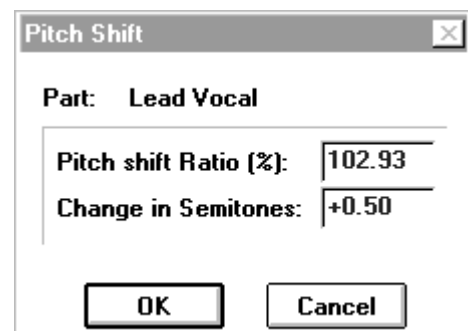 Pitch Shift
Part: Lead Vocal
Pitch shift Ratio (%): 102.93
Change in Semitones: +0.50
OK Cancel